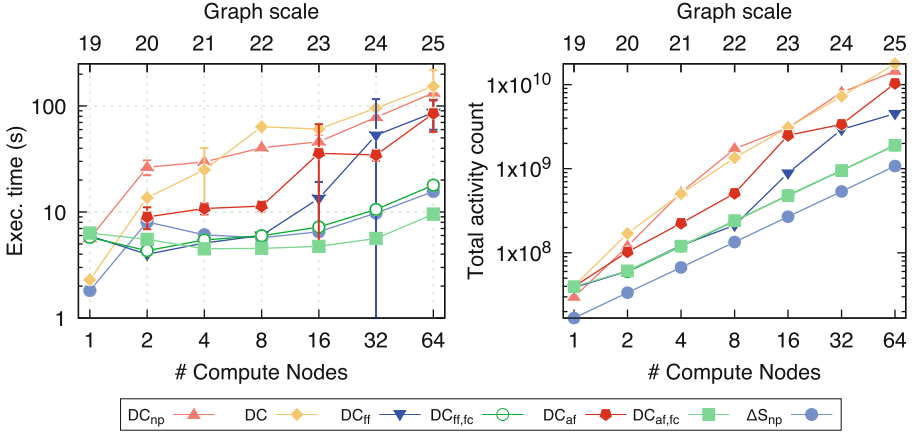 Graph scale
19 20 21 22 23 24 25
Exec. time (s)
100
10
1
1 2 4 8 16 32 64
# Compute Nodes
Graph scale
19 20 21 22 23 24 25
Total activity count
1x10^10
1x10^9
1x10^8
1 2 4 8 16 32 64
# Compute Nodes
DCnp DC DCff DCff,fc DCaf DCaf,fc ΔSnp